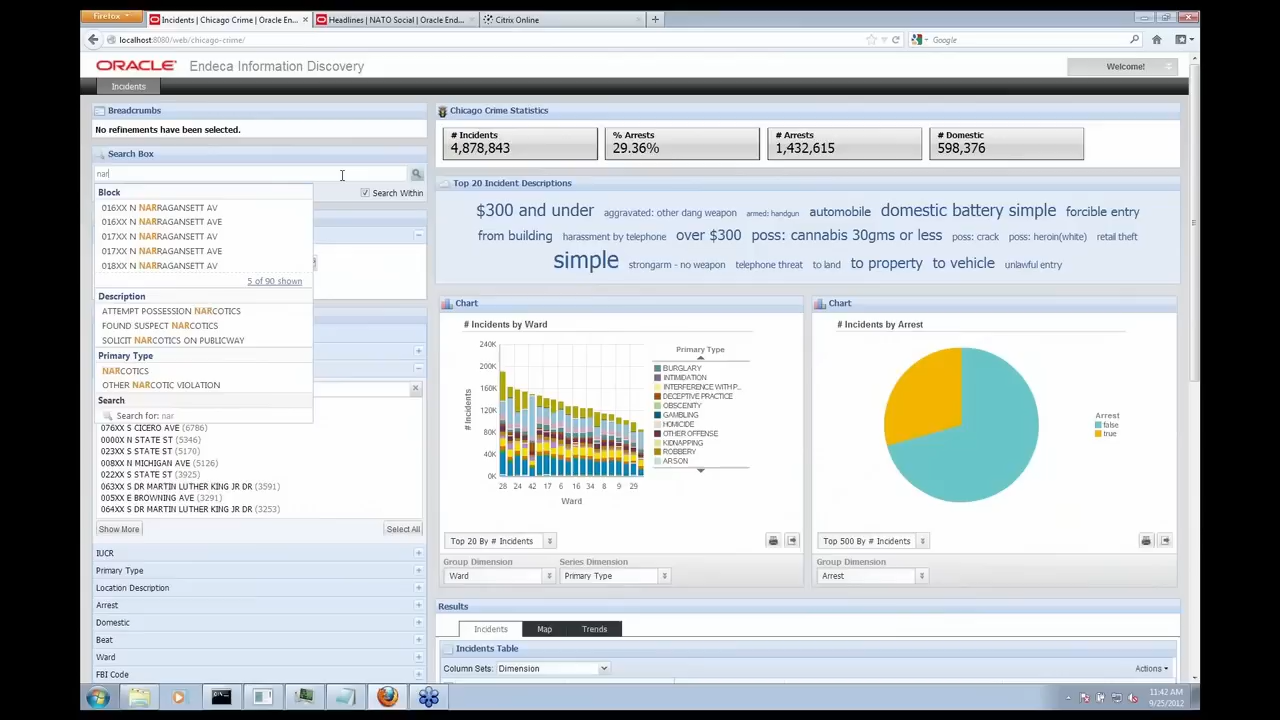 Firefox
Incidents | Chicago Crime | Oracle En...
Headlines | NATO Social | Oracle End...
Citrix Online
localhost:8080/web/chicago-crime/
Google
ORACLE
Endeca Information Discovery
Welcome!
Incidents
Breadcrumbs
No refinements have been selected.
Search Box
nar
Search Within
Block
016XX N NARRAGANSETT AV
016XX N NARRAGANSETT AVE
017XX N NARRAGANSETT AV
017XX N NARRAGANSETT AVE
018XX N NARRAGANSETT AV
5 of 90 shown
Description
ATTEMPT POSSESSION NARCOTICS
FOUND SUSPECT NARCOTICS
SOLICIT NARCOTICS ON PUBLICWAY
Primary Type
NARCOTICS
OTHER NARCOTIC VIOLATION
Search
Search for: nar
076XX S CICERO AV (6786)
0000X N STATE ST (5346)
023XX S STATE ST (5170)
008XX N MICHIGAN AVE (5126)
022XX S STATE ST (3925)
063XX S DR MARTIN LUTHER KING JR DR (3591)
005XX E BROWNING AVE (3291)
064XX S DR MARTIN LUTHER KING JR DR (3253)
Show More
Select All
IUCR
Primary Type
Location Description
Arrest
Domestic
Beat
Ward
FBI Code
Chicago Crime Statistics
# Incidents
4,878,843
% Arrests
29.36%
# Arrests
1,432,615
# Domestic
598,376
Top 20 Incident Descriptions
$300 and under aggravated: other dang weapon armed: handgun automobile domestic battery simple forcible entry
from building harassment by telephone over $300 poss: cannabis 30gms or less poss: crack poss: heroin(white) retail theft
simple strongarm - no weapon telephone threat to land to property to vehicle unlawful entry
Chart
# Incidents by Ward
240K
200K
160K
120K
80K
40K
0K
# Incidents
28 24 42 17 6 16 34 8 9 29
Ward
Primary Type
BURGLARY
INTIMIDATION
INTERFERENCE WITH P...
DECEPTIVE PRACTICE
OBSCENITY
GAMBLING
HOMICIDE
OTHER OFFENSE
KIDNAPPING
ROBBERY
ARSON
Top 20 By # Incidents
Group Dimension
Series Dimension
Ward
Primary Type
Chart
# Incidents by Arrest
Arrest
false
true
Top 500 By # Incidents
Group Dimension
Arrest
Results
Incidents
Map
Trends
Incidents Table
Column Sets: Dimension
Actions
11:42 AM
9/25/2012